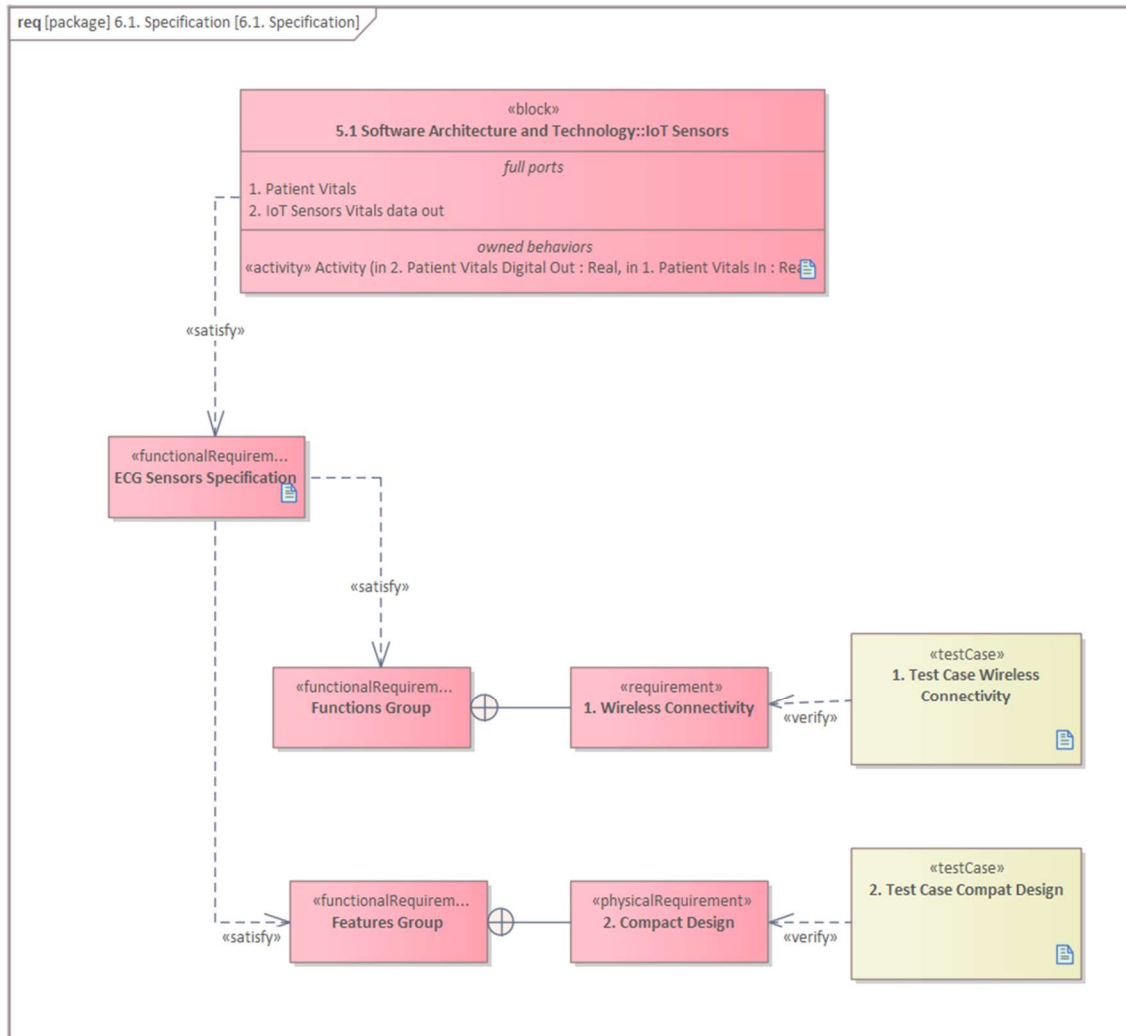 req [package] 6.1. Specification [6.1. Specification]
«block»
5.1 Software Architecture and Technology::IoT Sensors
full ports
1. Patient Vitals
2. IoT Sensors Vitals data out
owned behaviors
«activity» Activity (in 2. Patient Vitals Digital Out : Real, in 1. Patient Vitals In : Rea
«satisfy»
«functionalRequirem...
ECG Sensors Specification
«satisfy»
«functionalRequirem...
Functions Group
«requirement»
1. Wireless Connectivity
«verify»
«testCase»
1. Test Case Wireless
Connectivity
«satisfy»
«functionalRequirem...
Features Group
«physicalRequirement»
2. Compact Design
«verify»
«testCase»
2. Test Case Compat Design